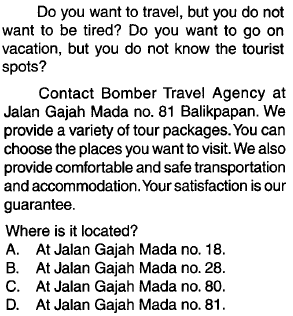 Do you want to travel, but you do not
want to be tired? Do you want to go on
vacation, but you do not know the tourist
spots?
Contact Bomber Travel Agency at
Jalan Gajah Mada no. 81 Balikpapan. We
provide a variety of tour packages. You can
choose the places you want to visit. We also
provide comfortable and safe transportation
and accommodation. Your satisfaction is our
guarantee.
Where is it located?
A. At Jalan Gajah Mada no. 18.
B. At Jalan Gajah Mada no. 28.
C. At Jalan Gajah Mada no. 80.
D. At Jalan Gajah Mada no. 81.